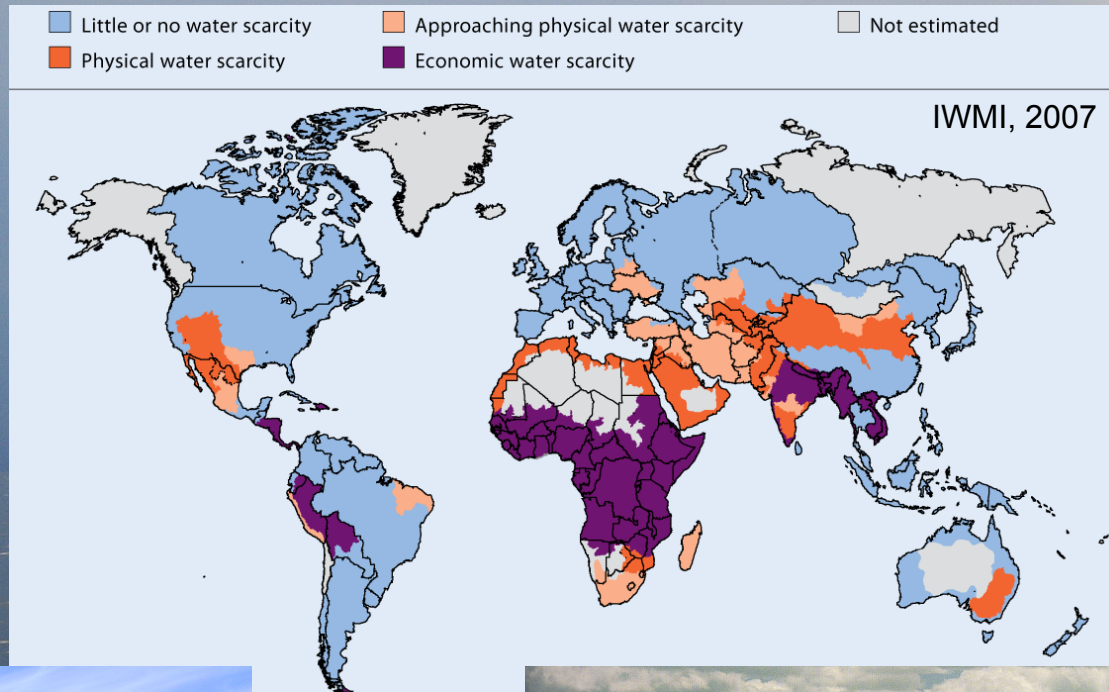 Little or no water scarcity
Approaching physical water scarcity
Not estimated
Physical water scarcity
Economic water scarcity
IWMI, 2007